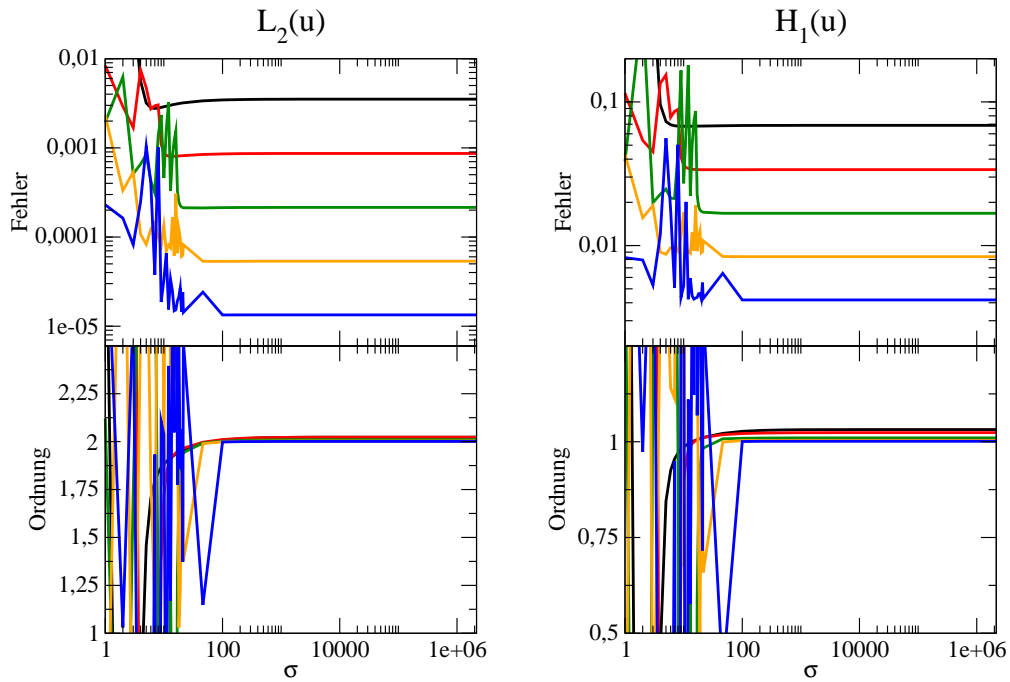 L2(u)
H1(u)
0,01
0,001
0,0001
1e-05
Fehler
0,1
0,01
Fehler
2,25
2
1,75
1,5
1,25
1
Ordnung
1
0,75
0,5
Ordnung
1
100
10000
1e+06
σ
1
100
10000
1e+06
σ